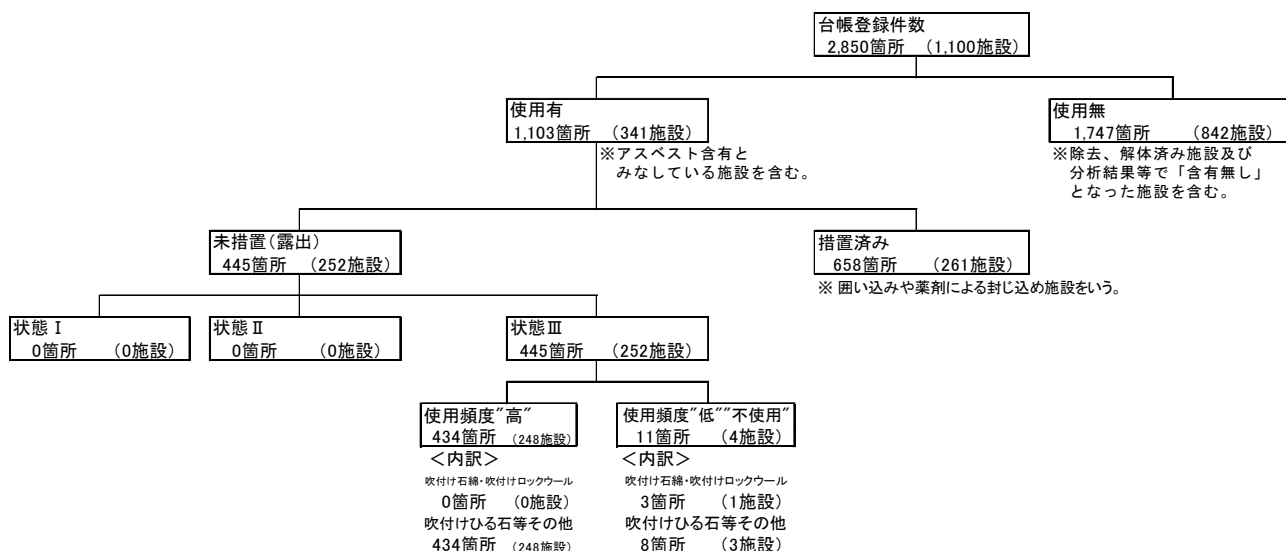 台帳登録件数
2,850箇所 (1,100施設)
使用有
1,103箇所 (341施設)
※アスベスト含有と
みなしている施設を含む。
使用無
1,747箇所 (842施設)
※除去、解体済み施設及び
分析結果等で「含有無し」
となった施設を含む。
未措置(露出)
445箇所 (252施設)
措置済み
658箇所 (261施設)
※ 囲い込みや薬剤による封じ込め施設をいう。
状態Ⅰ
0箇所 (0施設)
状態Ⅱ
0箇所 (0施設)
状態Ⅲ
445箇所 (252施設)
使用頻度"高"
434箇所 (248施設)
<内訳>
吹付け石綿・吹付けロックウール
0箇所 (0施設)
吹付けひる石等その他
434箇所 (248施設)
使用頻度"低""不使用"
11箇所 (4施設)
<内訳>
吹付け石綿・吹付けロックウール
3箇所 (1施設)
吹付けひる石等その他
8箇所 (3施設)